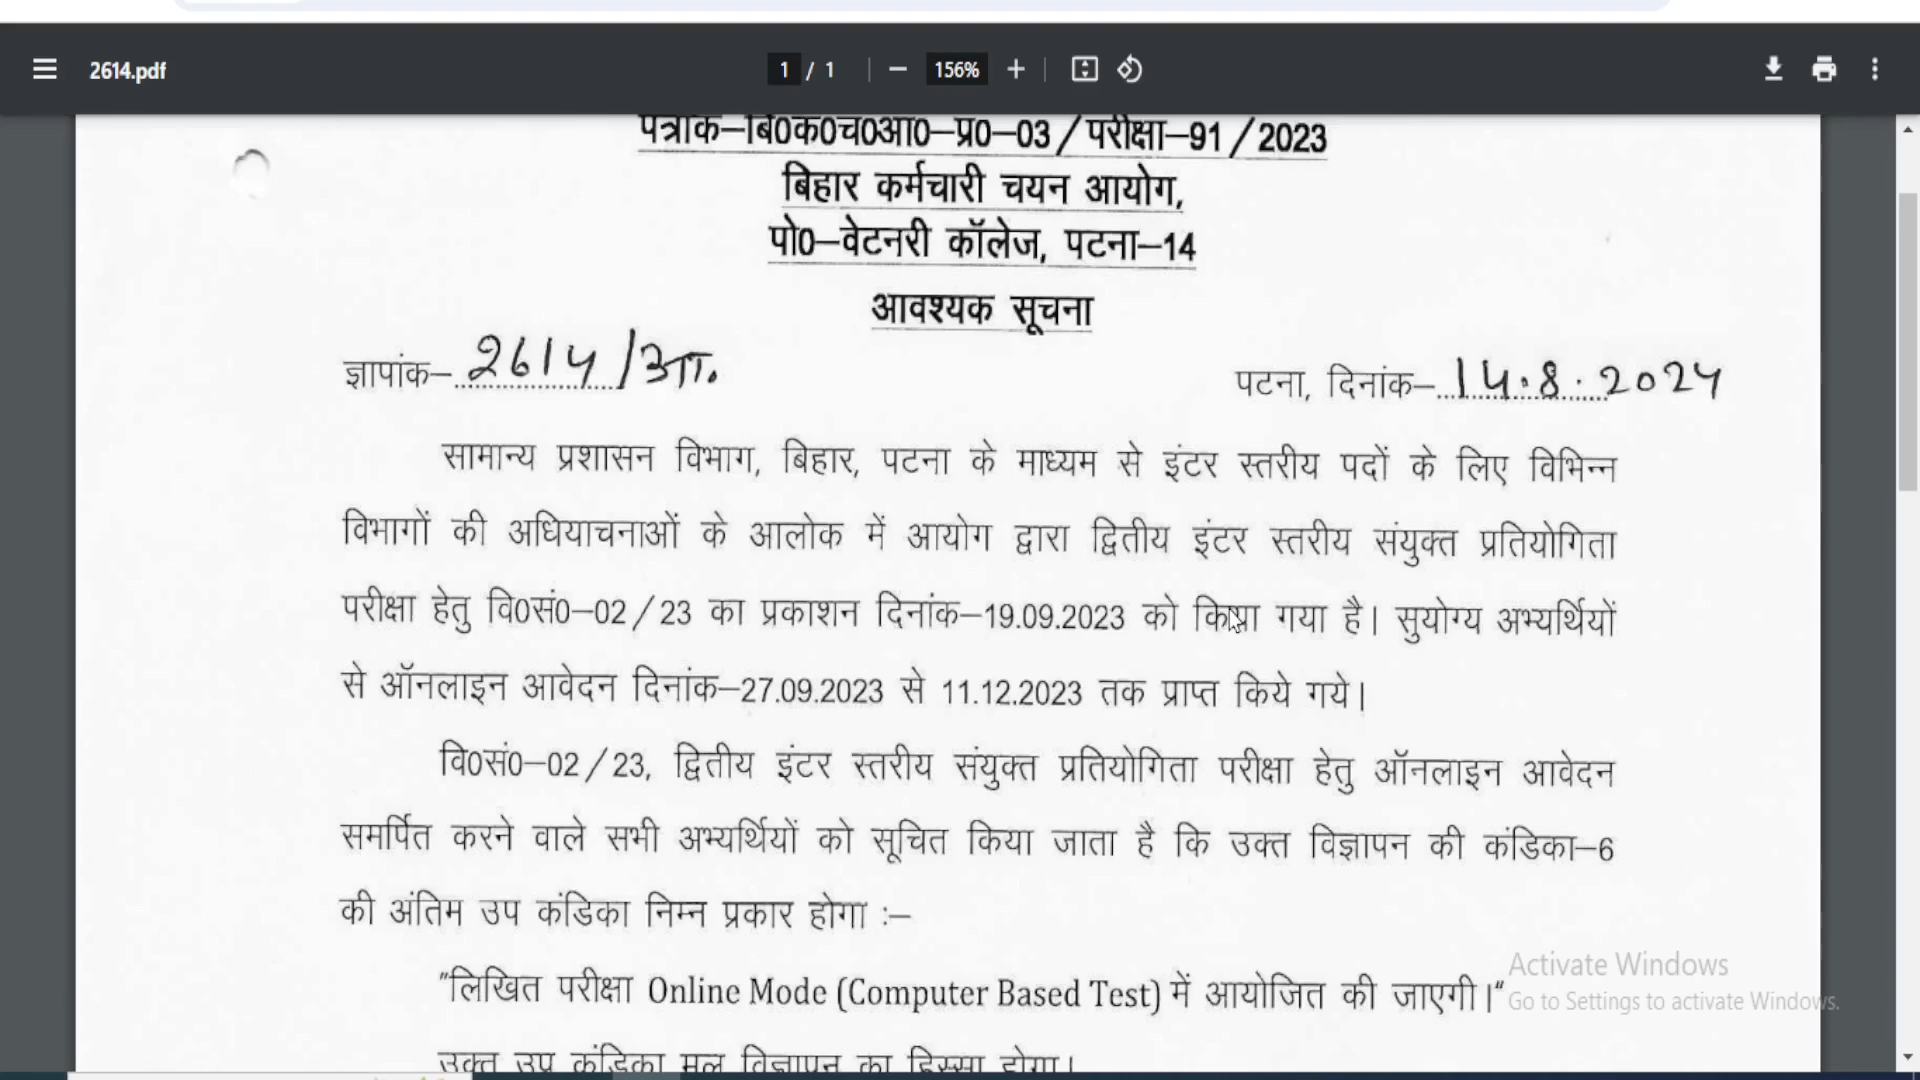 2614.pdf
1 / 1
156%
पत्रांक–बि0क0च0आ0–प्र0–03/परीक्षा–91/2023
बिहार कर्मचारी चयन आयोग,
पो0–वेटनरी कॉलेज, पटना–14
आवश्यक सूचना
ज्ञापांक–2614/आ. पटना, दिनांक–14.8.2024
सामान्य प्रशासन विभाग, बिहार, पटना के माध्यम से इंटर स्तरीय पदों के लिए विभिन्न
विभागों की अधियाचनाओं के आलोक में आयोग द्वारा द्वितीय इंटर स्तरीय संयुक्त प्रतियोगिता
परीक्षा हेतु वि0सं0–02/23 का प्रकाशन दिनांक–19.09.2023 को किया गया है। सुयोग्य अभ्यर्थियों
से ऑनलाइन आवेदन दिनांक–27.09.2023 से 11.12.2023 तक प्राप्त किये गये।
वि0सं0–02/23, द्वितीय इंटर स्तरीय संयुक्त प्रतियोगिता परीक्षा हेतु ऑनलाइन आवेदन
समर्पित करने वाले सभी अभ्यर्थियों को सूचित किया जाता है कि उक्त विज्ञापन की कंडिका–6
की अंतिम उप कंडिका निम्न प्रकार होगा :–
"लिखित परीक्षा Online Mode (Computer Based Test) में आयोजित की जाएगी।"
उक्त उप कंडिका मूल विज्ञापन का हिस्सा होगा।
Activate Windows
Go to Settings to activate Windows.